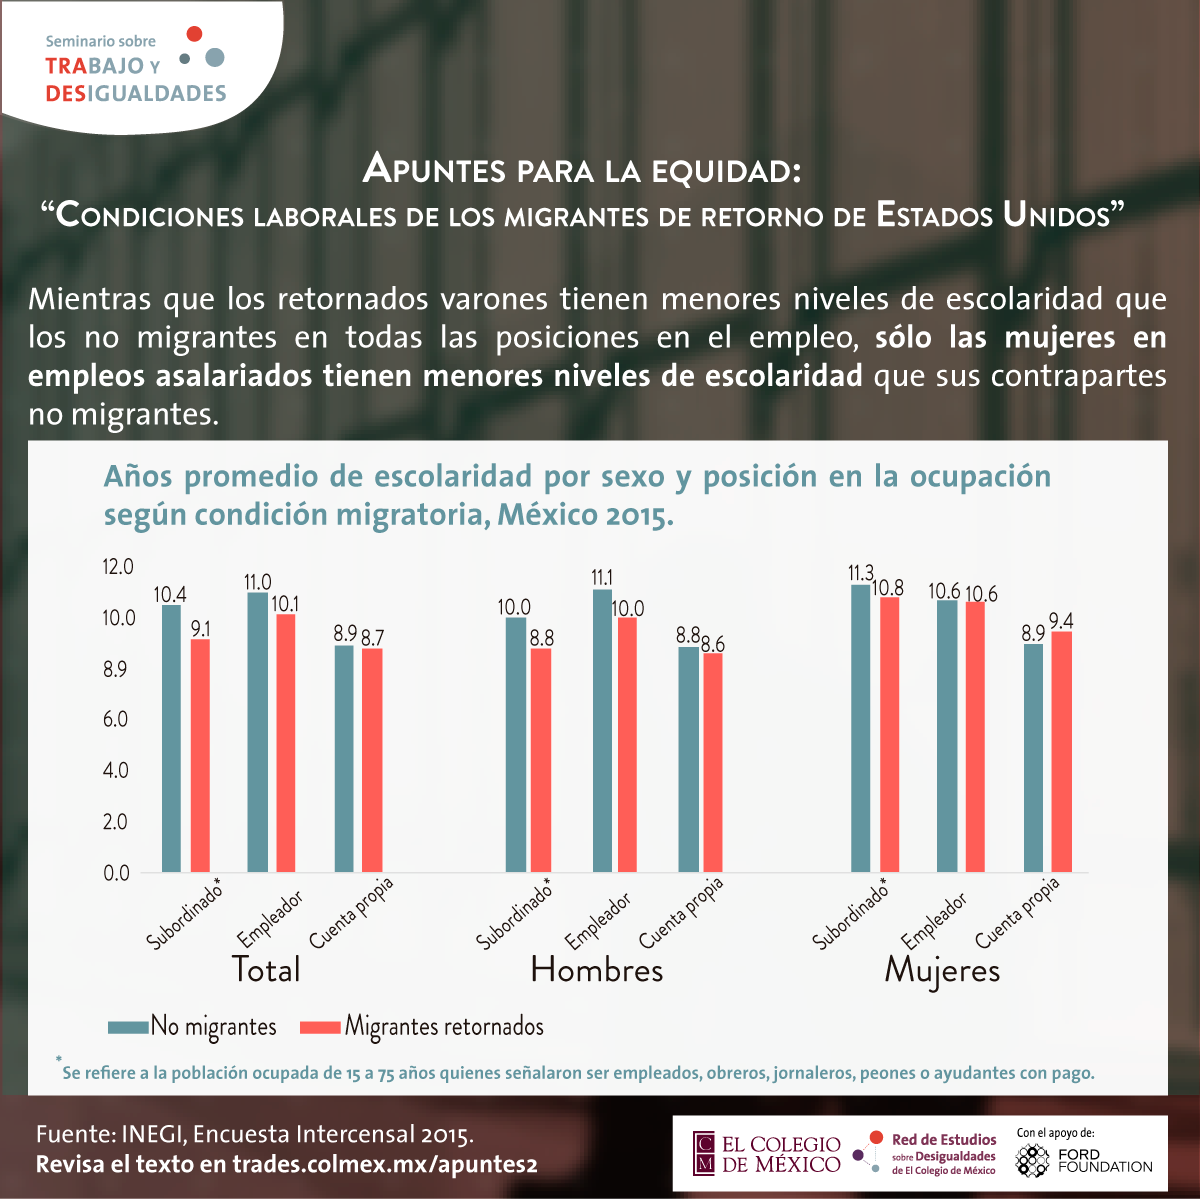 Seminario sobre
TRABAJO Y
DESIGUALDADES
APUNTES PARA LA EQUIDAD:
“CONDICIONES LABORALES DE LOS MIGRANTES DE RETORNO DE ESTADOS UNIDOS”
Mientras que los retornados varones tienen menores niveles de escolaridad que
los no migrantes en todas las posiciones en el empleo, sólo las mujeres en
empleos asalariados tienen menores niveles de escolaridad que sus contrapartes
no migrantes.
Años promedio de escolaridad por sexo y posición en la ocupación
según condición migratoria, México 2015.
12.0
10.0
8.9
6.0
4.0
2.0
0.0
10.4 9.1 11.0 10.1 8.9 8.7
10.0 8.8 11.1 10.0 8.8 8.6
11.3 10.8 10.6 10.6 8.9 9.4
Subordinado* Empleador Cuenta propia
Subordinado* Empleador Cuenta propia
Subordinado* Empleador Cuenta propia
Total Hombres Mujeres
No migrantes Migrantes retornados
*Se refiere a la población ocupada de 15 a 75 años quienes señalaron ser empleados, obreros, jornaleros, peones o ayudantes con pago.
Fuente: INEGI, Encuesta Intercensal 2015.
Revisa el texto en trades.colmex.mx/apuntes2
C
M
EL COLEGIO
DE MÉXICO
Red de Estudios
sobre Desigualdades
de El Colegio de México
Con el apoyo de:
FORD
FOUNDATION